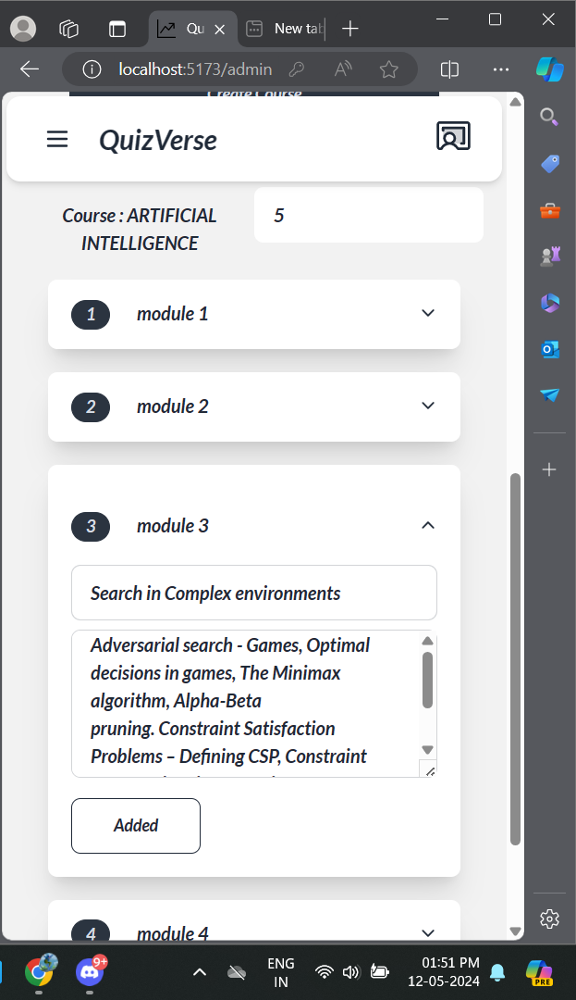 Qu
New tab
localhost:5173/admin
Create Course
QuizVerse
Course : ARTIFICIAL
INTELLIGENCE
5
1 module 1
2 module 2
3 module 3
Search in Complex environments
Adversarial search - Games, Optimal
decisions in games, The Minimax
algorithm, Alpha-Beta
pruning. Constraint Satisfaction
Problems – Defining CSP, Constraint
Added
4 module 4
9+
ENG
IN
01:51 PM
12-05-2024
PRE